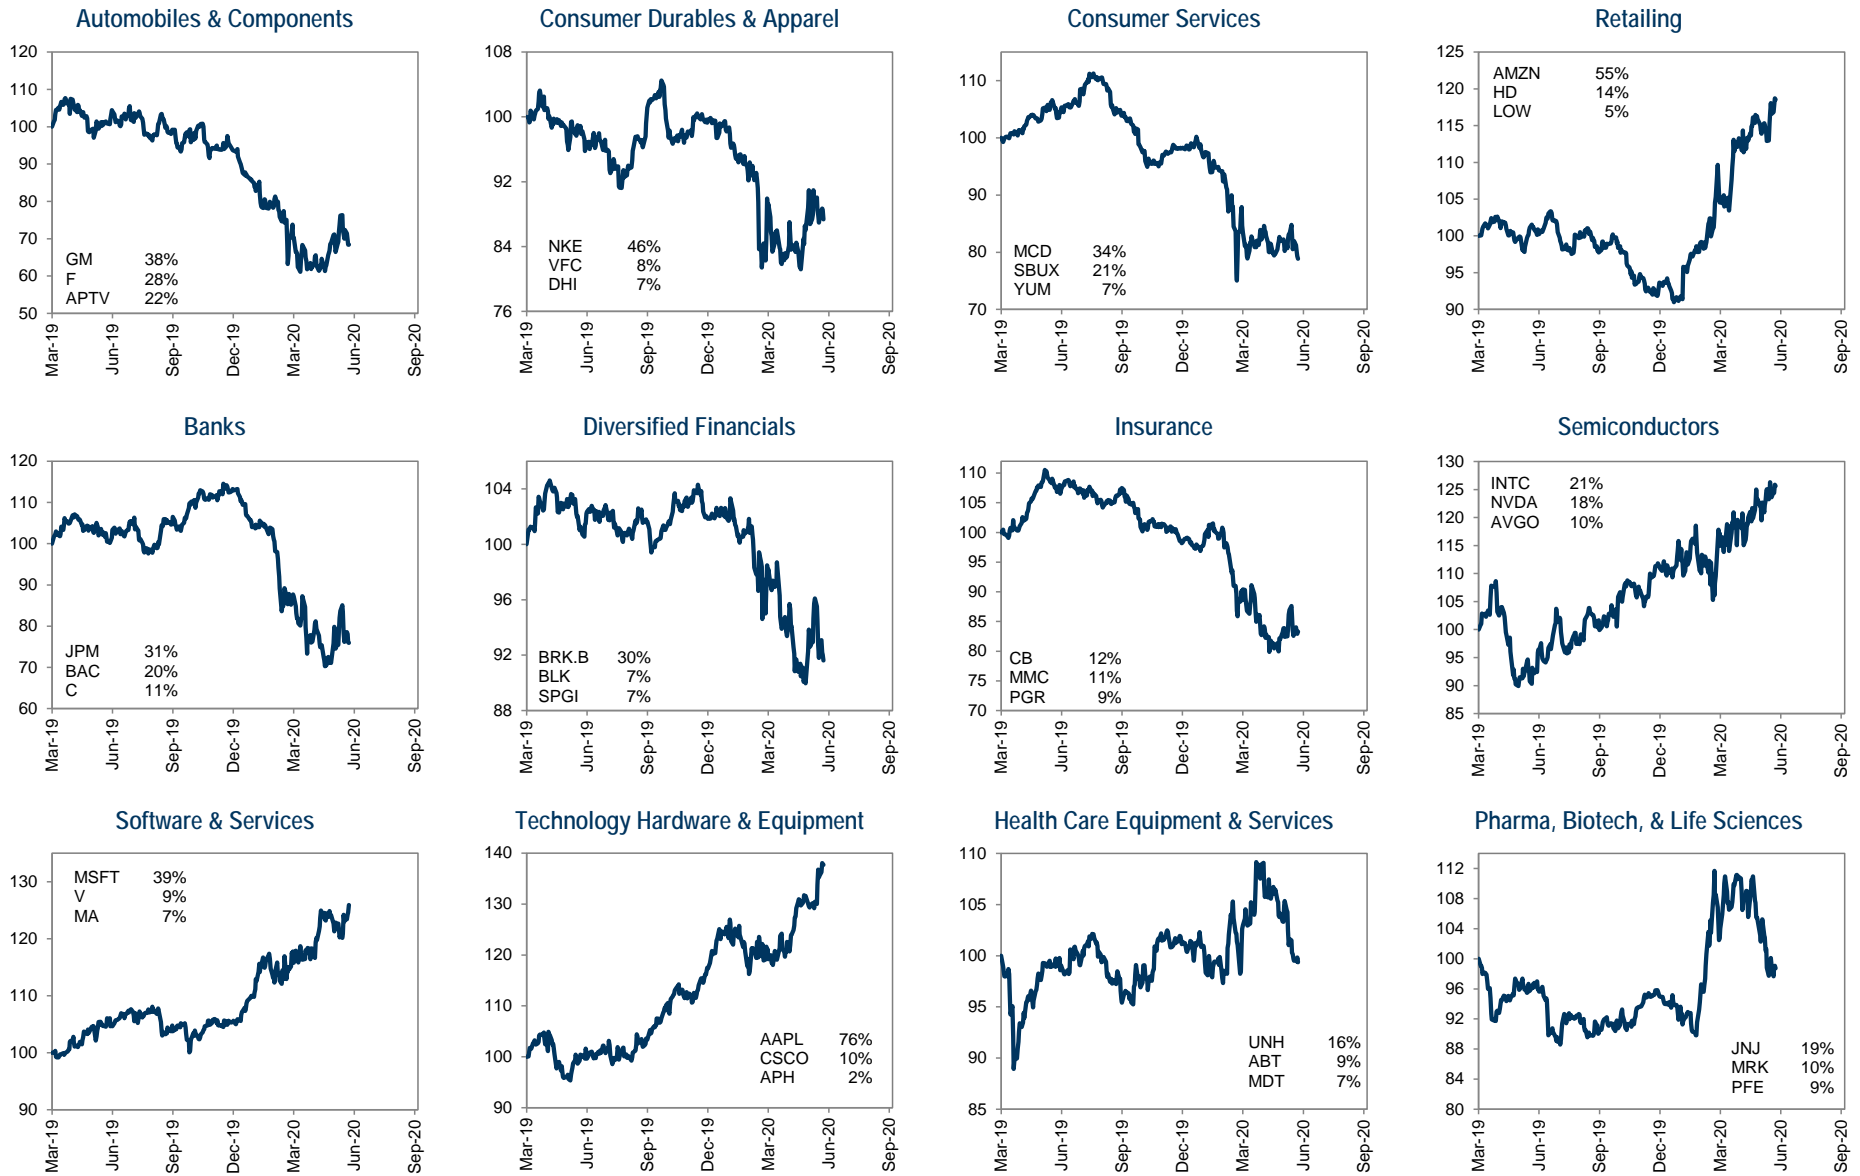 Automobiles & Components
120
110
100
90
80
70
60
50
GM 38%
F 28%
APTV 22%
Mar-19
Jun-19
Sep-19
Dec-19
Mar-20
Jun-20
Sep-20
Consumer Durables & Apparel
108
100
92
84
76
NKE 46%
VFC 8%
DHI 7%
Mar-19
Jun-19
Sep-19
Dec-19
Mar-20
Jun-20
Sep-20
Consumer Services
110
100
90
80
70
MCD 34%
SBUX 21%
YUM 7%
Mar-19
Jun-19
Sep-19
Dec-19
Mar-20
Jun-20
Sep-20
Retailing
125
120
115
110
105
100
95
90
AMZN 55%
HD 14%
LOW 5%
Mar-19
Jun-19
Sep-19
Dec-19
Mar-20
Jun-20
Sep-20
Banks
120
110
100
90
80
70
60
JPM 31%
BAC 20%
C 11%
Mar-19
Jun-19
Sep-19
Dec-19
Mar-20
Jun-20
Sep-20
Diversified Financials
104
100
96
92
88
BRK.B 30%
BLK 7%
SPGI 7%
Mar-19
Jun-19
Sep-19
Dec-19
Mar-20
Jun-20
Sep-20
Insurance
110
105
100
95
90
85
80
75
70
CB 12%
MMC 11%
PGR 9%
Mar-19
Jun-19
Sep-19
Dec-19
Mar-20
Jun-20
Sep-20
Semiconductors
130
125
120
115
110
105
100
95
90
85
INTC 21%
NVDA 18%
AVGO 10%
Mar-19
Jun-19
Sep-19
Dec-19
Mar-20
Jun-20
Sep-20
Software & Services
130
120
110
100
90
MSFT 39%
V 9%
MA 7%
Mar-19
Jun-19
Sep-19
Dec-19
Mar-20
Jun-20
Sep-20
Technology Hardware & Equipment
140
130
120
110
100
90
AAPL 76%
CSCO 10%
APH 2%
Mar-19
Jun-19
Sep-19
Dec-19
Mar-20
Jun-20
Sep-20
Health Care Equipment & Services
110
105
100
95
90
85
UNH 16%
ABT 9%
MDT 7%
Mar-19
Jun-19
Sep-19
Dec-19
Mar-20
Jun-20
Sep-20
Pharma, Biotech, & Life Sciences
112
108
104
100
96
92
88
84
80
JNJ 19%
MRK 10%
PFE 9%
Mar-19
Jun-19
Sep-19
Dec-19
Mar-20
Jun-20
Sep-20